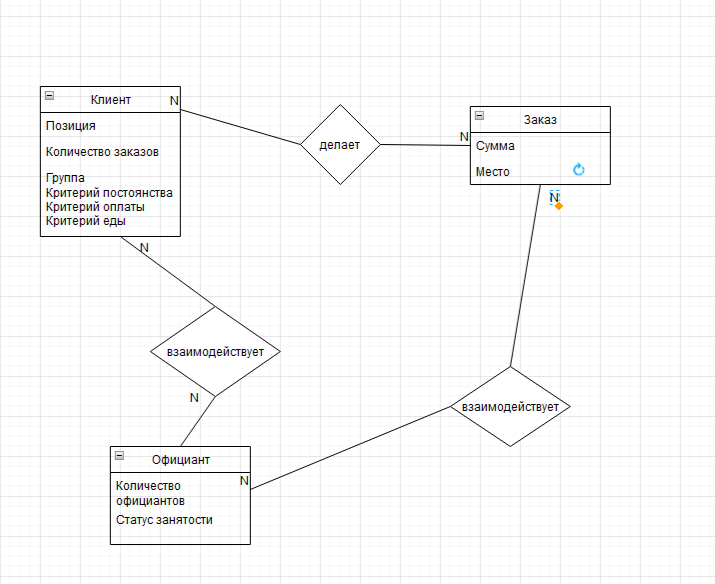 Клиент
N
Позиция
Количество заказов
Группа
Критерий постоянства
Критерий оплаты
Критерий еды
N
делает
N
Заказ
Сумма
Место
N
взаимодействует
N
взаимодействует
Официант
N
Количество
официантов
Статус занятости